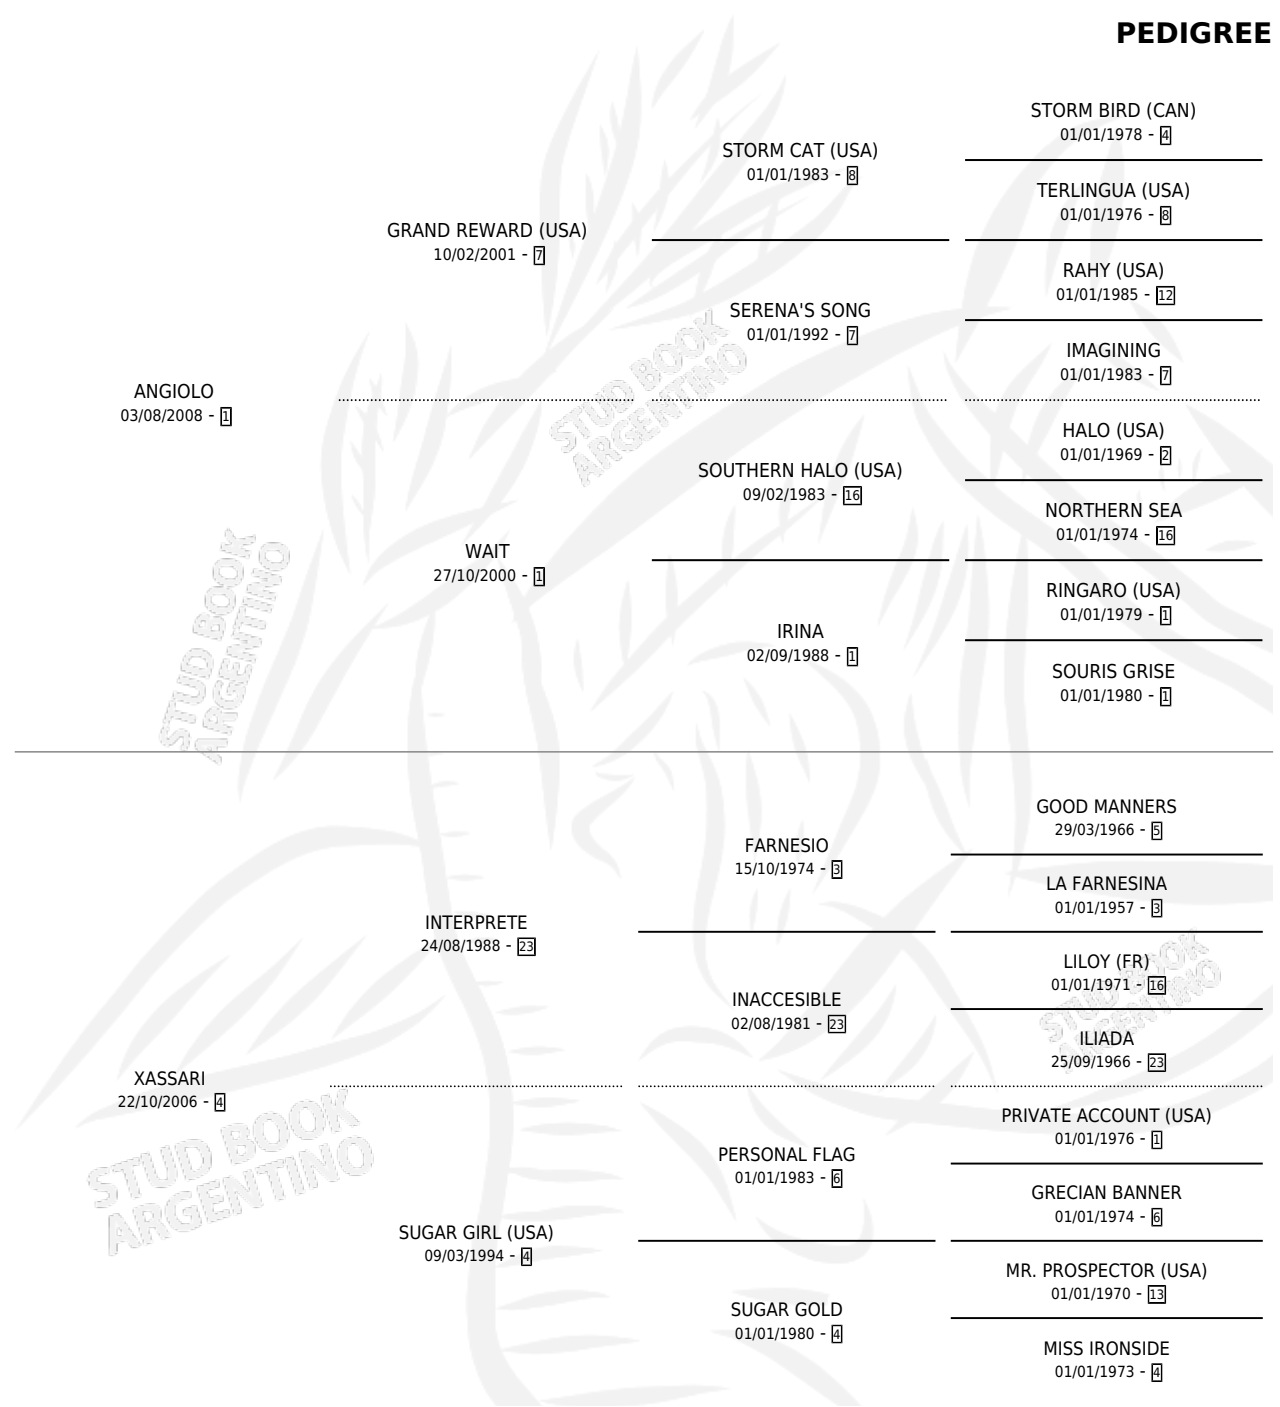 PEDIGREE
STORM BIRD (CAN)
01/01/1978 - 4
STORM CAT (USA)
01/01/1983 - 8
TERLINGUA (USA)
01/01/1976 - 8
GRAND REWARD (USA)
10/02/2001 - 7
RAHY (USA)
01/01/1985 - 12
SERENA'S SONG
01/01/1992 - 7
IMAGINING
01/01/1983 - 7
ANGIOLO
03/08/2008 - 1
STUD BOOK
ARGENTINO
HALO (USA)
01/01/1969 - 2
SOUTHERN HALO (USA)
09/02/1983 - 16
NORTHERN SEA
01/01/1974 - 16
WAIT
27/10/2000 - 1
RINGARO (USA)
01/01/1979 - 1
IRINA
02/09/1988 - 1
SOURIS GRISE
01/01/1980 - 1
STUD BOOK
ARGENTINO
GOOD MANNERS
29/03/1966 - 5
FARNESIO
15/10/1974 - 3
LA FARNESINA
01/01/1957 - 3
INTERPRETE
24/08/1988 - 23
LILOY (FR)
01/01/1971 - 16
INACCESIBLE
02/08/1981 - 23
STUD BOOK
ARGENTINO
ILIADA
25/09/1966 - 23
XASSARI
22/10/2006 - 4
STUD BOOK
ARGENTINO
PRIVATE ACCOUNT (USA)
01/01/1976 - 1
PERSONAL FLAG
01/01/1983 - 6
GRECIAN BANNER
01/01/1974 - 6
SUGAR GIRL (USA)
09/03/1994 - 4
MR. PROSPECTOR (USA)
01/01/1970 - 13
SUGAR GOLD
01/01/1980 - 4
MISS IRONSIDE
01/01/1973 - 4